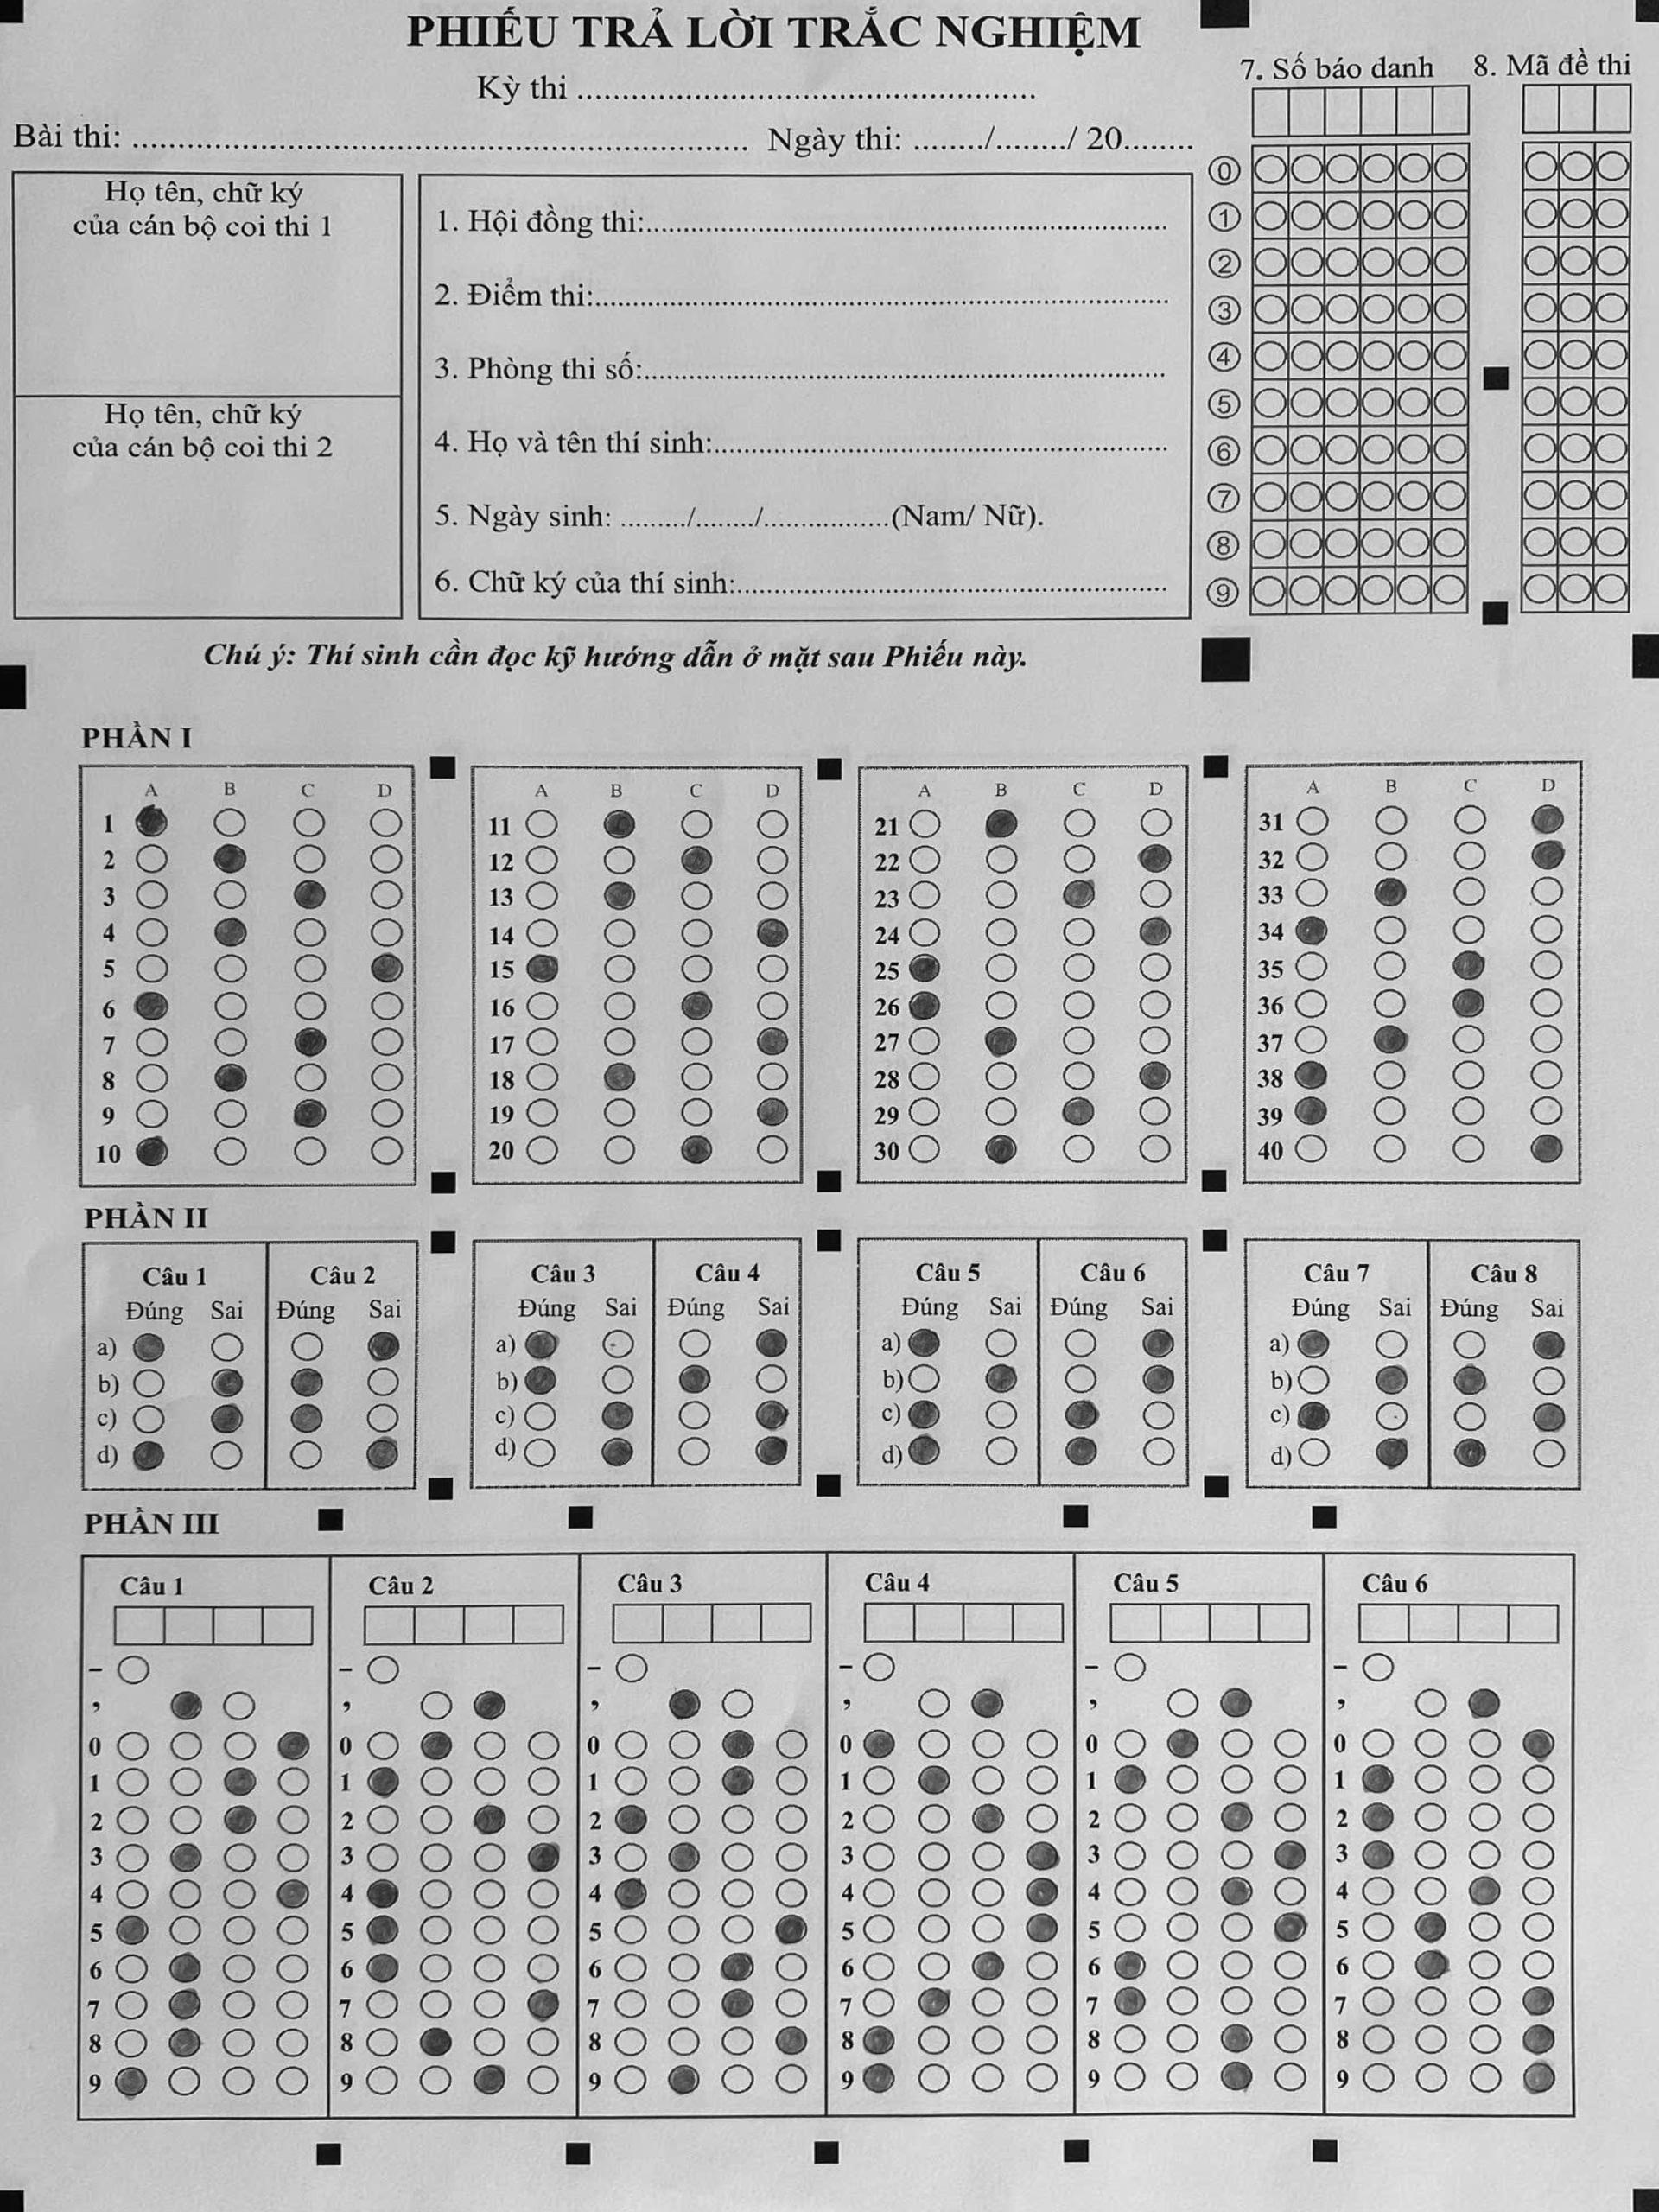 PHIẾU TRẢ LỜI TRẮC NGHIỆM
Kỳ thi ....................................................
Bài thi: ...................................................................... Ngày thi: ......../......../ 20........
7. Số báo danh 8. Mã đề thi
0
1
2
3
4
5
6
7
8
9
Họ tên, chữ ký
của cán bộ coi thi 1
Họ tên, chữ ký
của cán bộ coi thi 2
1. Hội đồng thi:............................................................
2. Điểm thi:..................................................................
3. Phòng thi số:............................................................
4. Họ và tên thí sinh:....................................................
5. Ngày sinh: ........./......../................(Nam/ Nữ).
6. Chữ ký của thí sinh:..................................................
Chú ý: Thí sinh cần đọc kỹ hướng dẫn ở mặt sau Phiếu này.
PHẦN I
A B C D A B C D A B C D A B C D
1 11 21 31
2 12 22 32
3 13 23 33
4 14 24 34
5 15 25 35
6 16 26 36
7 17 27 37
8 18 28 38
9 19 29 39
10 20 30 40
PHẦN II
Câu 1 Câu 2 Câu 3 Câu 4 Câu 5 Câu 6 Câu 7 Câu 8
Đúng Sai Đúng Sai Đúng Sai Đúng Sai Đúng Sai Đúng Sai Đúng Sai Đúng Sai
a) a) a) a)
b) b) b) b)
c) c) c) c)
d) d) d) d)
PHẦN III
Câu 1 Câu 2 Câu 3 Câu 4 Câu 5 Câu 6
- - - - - -
, , , , , ,
0 0 0 0 0 0
1 1 1 1 1 1
2 2 2 2 2 2
3 3 3 3 3 3
4 4 4 4 4 4
5 5 5 5 5 5
6 6 6 6 6 6
7 7 7 7 7 7
8 8 8 8 8 8
9 9 9 9 9 9